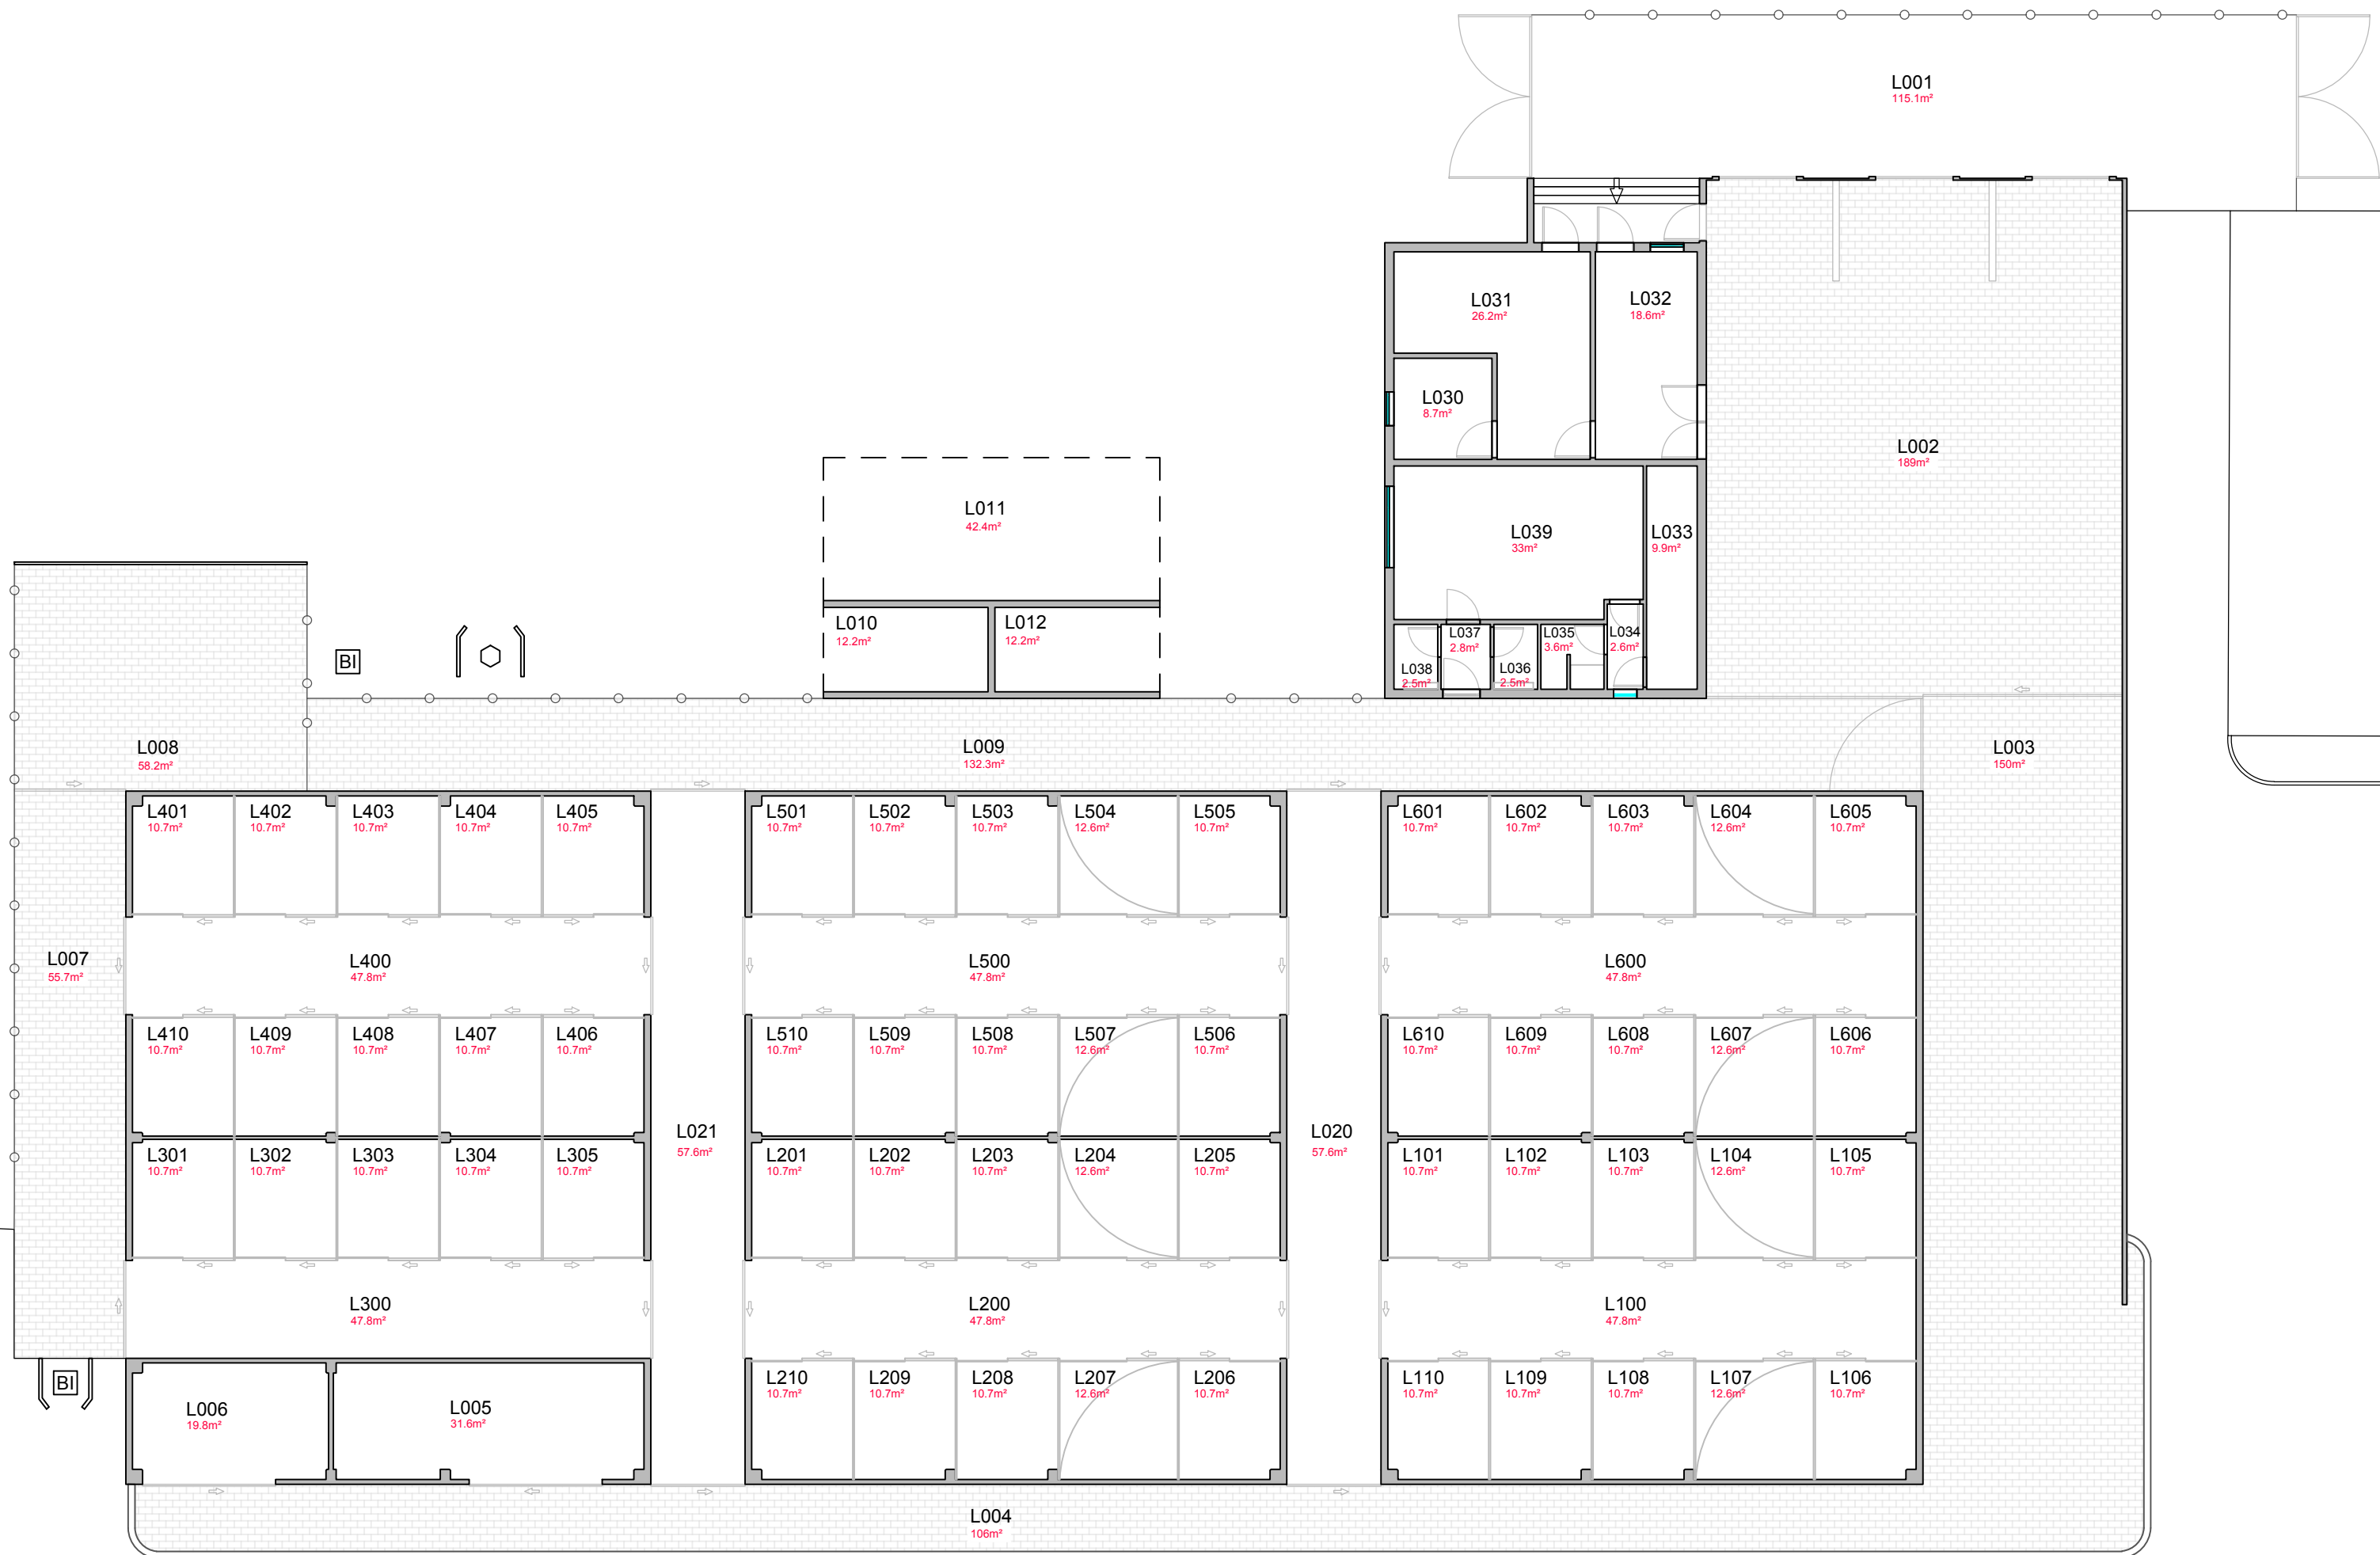 L001
115.1m²
L031
26.2m²
L032
18.6m²
L030
8.7m²
L002
189m²
L011
42.4m²
L039
33m²
L033
9.9m²
L010
12.2m²
L012
12.2m²
L037
2.8m²
L035
3.6m²
L034
2.6m²
L038
2.5m²
L036
2.5m²
BI
L008
58.2m²
L009
132.3m²
L003
150m²
L401
10.7m²
L402
10.7m²
L403
10.7m²
L404
10.7m²
L405
10.7m²
L501
10.7m²
L502
10.7m²
L503
10.7m²
L504
12.6m²
L505
10.7m²
L601
10.7m²
L602
10.7m²
L603
10.7m²
L604
12.6m²
L605
10.7m²
L007
55.7m²
L400
47.8m²
L500
47.8m²
L600
47.8m²
L410
10.7m²
L409
10.7m²
L408
10.7m²
L407
10.7m²
L406
10.7m²
L510
10.7m²
L509
10.7m²
L508
10.7m²
L507
12.6m²
L506
10.7m²
L610
10.7m²
L609
10.7m²
L608
10.7m²
L607
12.6m²
L606
10.7m²
L021
57.6m²
L020
57.6m²
L301
10.7m²
L302
10.7m²
L303
10.7m²
L304
10.7m²
L305
10.7m²
L201
10.7m²
L202
10.7m²
L203
10.7m²
L204
12.6m²
L205
10.7m²
L101
10.7m²
L102
10.7m²
L103
10.7m²
L104
12.6m²
L105
10.7m²
L300
47.8m²
L200
47.8m²
L100
47.8m²
BI
L006
19.8m²
L005
31.6m²
L210
10.7m²
L209
10.7m²
L208
10.7m²
L207
12.6m²
L206
10.7m²
L110
10.7m²
L109
10.7m²
L108
10.7m²
L107
12.6m²
L106
10.7m²
L004
106m²